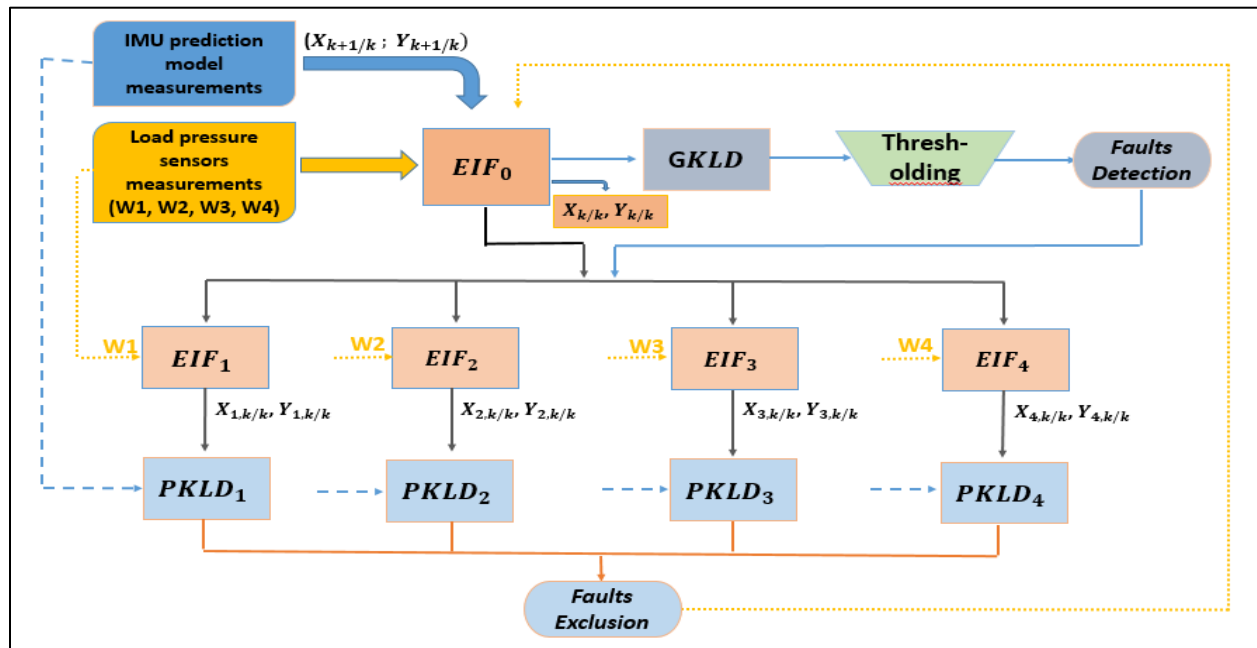 IMU prediction
model
measurements
(X_{k+1/k} ; Y_{k+1/k})
Load pressure
sensors
measurements
(W1, W2, W3, W4)
EIF_0
GKLD
Thresh-
olding
Faults
Detection
X_{k/k}, Y_{k/k}
W1
EIF_1
W2
EIF_2
W3
EIF_3
W4
EIF_4
X_{1,k/k}, Y_{1,k/k}
X_{2,k/k}, Y_{2,k/k}
X_{3,k/k}, Y_{3,k/k}
X_{4,k/k}, Y_{4,k/k}
PKLD_1
PKLD_2
PKLD_3
PKLD_4
Faults
Exclusion